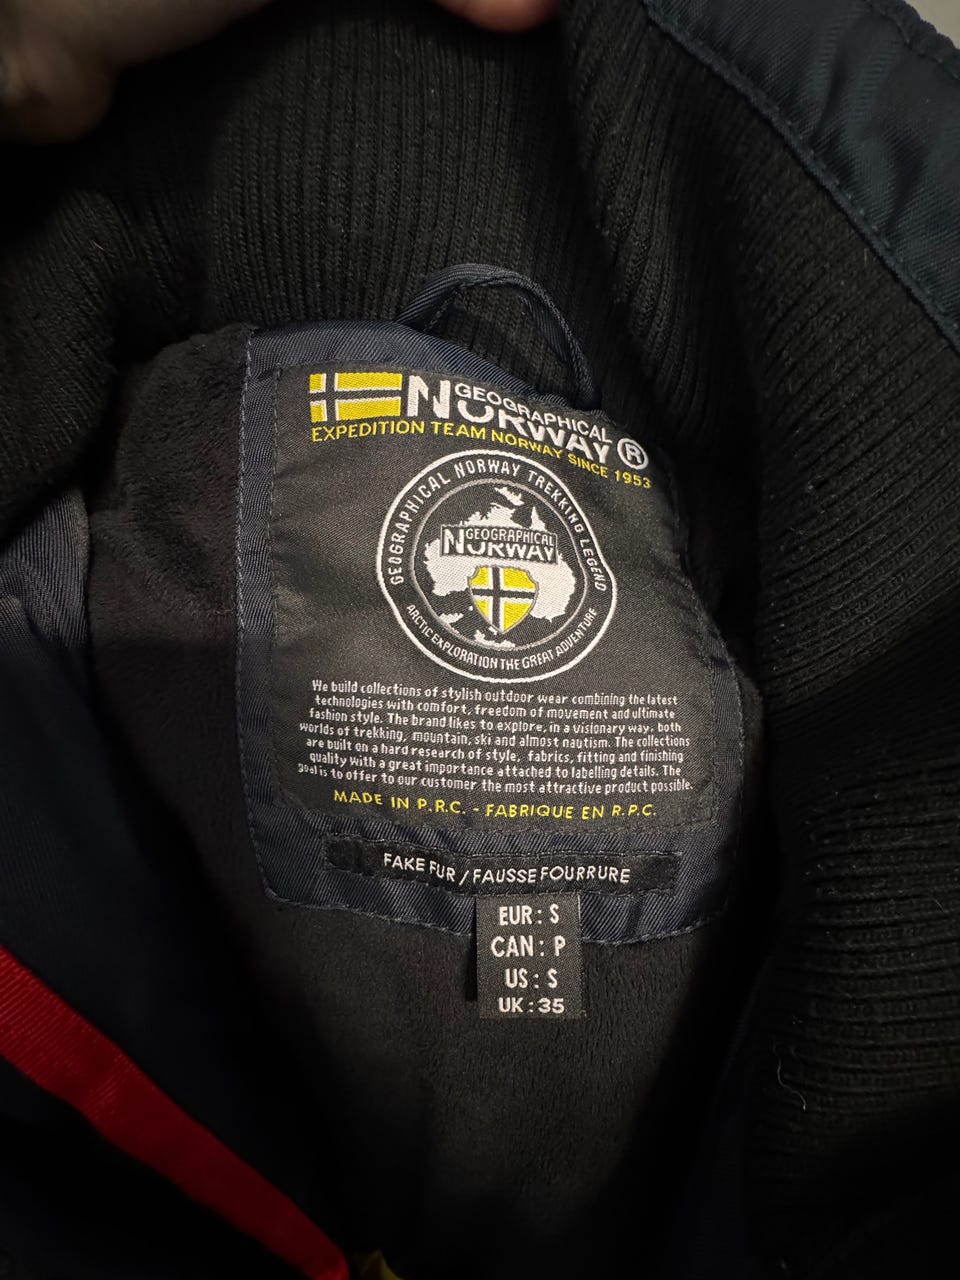 GEOGRAPHICAL
NORWAY®
EXPEDITION TEAM NORWAY SINCE 1953
GEOGRAPHICAL NORWAY TREKKING LEGEND
GEOGRAPHICAL
NORWAY
ARCTIC EXPLORATION THE GREAT ADVENTURE
We build collections of stylish outdoor wear combining the latest
technologies with comfort, freedom of movement and ultimate
fashion style. The brand likes to explore, in a visionary way, both
worlds of trekking, mountain, ski and almost nautism. The collections
are built on a hard research of style, fabrics, fitting and finishing
quality with a great importance attached to labelling details. The
goal is to offer to our customer the most attractive product possible.
MADE IN P.R.C. - FABRIQUE EN R.P.C.
FAKE FUR / FAUSSE FOURRURE
EUR : S
CAN : P
US : S
UK : 35